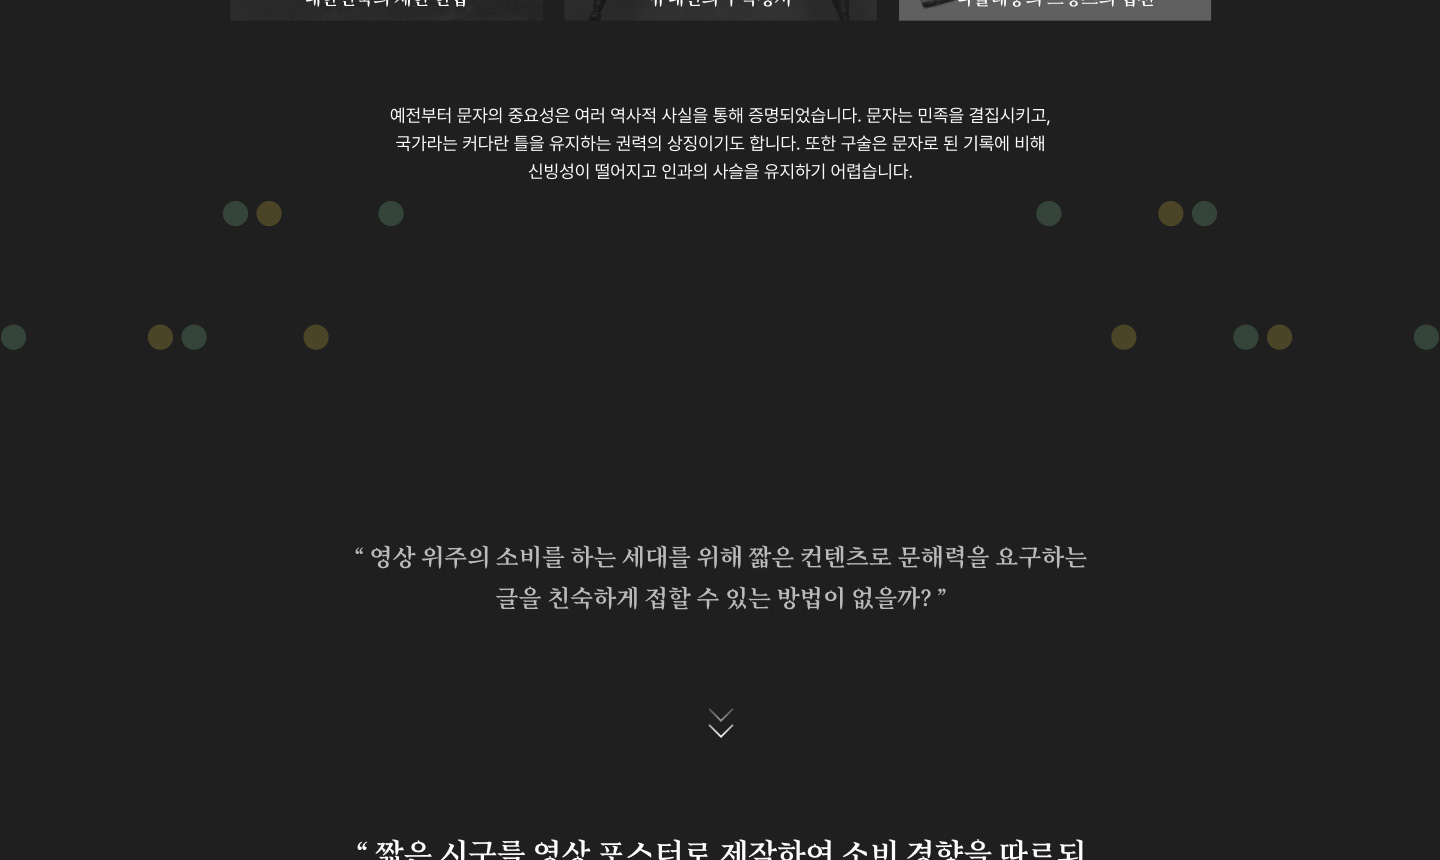 예전부터 문자의 중요성은 여러 역사적 사실을 통해 증명되었습니다. 문자는 민족을 결집시키고,
국가라는 커다란 틀을 유지하는 권력의 상징이기도 합니다. 또한 구술은 문자로 된 기록에 비해
신빙성이 떨어지고 인과의 사슬을 유지하기 어렵습니다.
“ 영상 위주의 소비를 하는 세대를 위해 짧은 컨텐츠로 문해력을 요구하는
글을 친숙하게 접할 수 있는 방법이 없을까? ”
“ 짧은 시구를 영상 포스터로 제작하여 소비 경향을 따르되